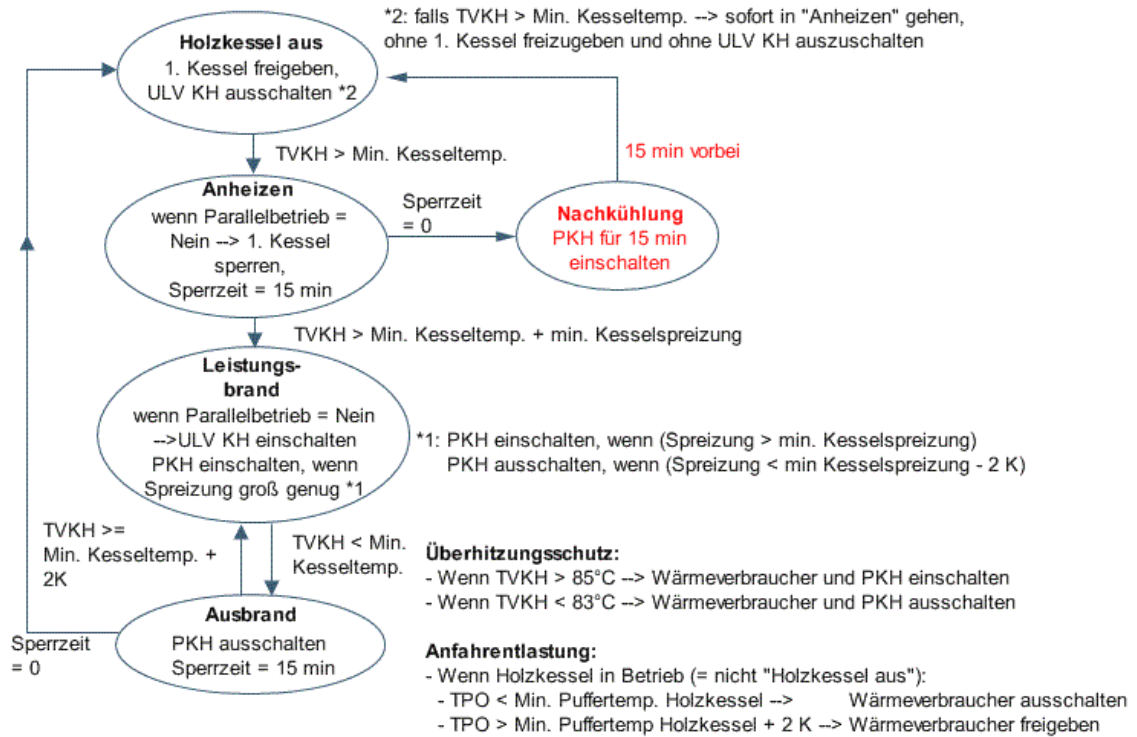 *2: falls TVKH > Min. Kesseltemp. --> sofort in "Anheizen" gehen,
ohne 1. Kessel freizugeben und ohne ULV KH auszuschalten
Holzkessel aus
1. Kessel freigeben,
ULV KH ausschalten *2
TVKH > Min. Kesseltemp.
15 min vorbei
Anheizen
wenn Parallelbetrieb =
Nein --> 1. Kessel
sperren,
Sperrzeit = 15 min
Sperrzeit
= 0
Nachkühlung
PKH für 15 min
einschalten
TVKH > Min. Kesseltemp. + min. Kesselspreizung
Leistungs-
brand
wenn Parallelbetrieb = Nein
-->ULV KH einschalten
PKH einschalten, wenn
Spreizung groß genug *1
*1: PKH einschalten, wenn (Spreizung > min. Kesselspreizung)
PKH ausschalten, wenn (Spreizung < min Kesselspreizung - 2 K)
TVKH >=
Min. Kesseltemp. +
2K
TVKH < Min.
Kesseltemp.
Ausbrand
PKH ausschalten
Sperrzeit = 15 min
Sperrzeit
= 0
Überhitzungsschutz:
- Wenn TVKH > 85°C --> Wärmeverbraucher und PKH einschalten
- Wenn TVKH < 83°C --> Wärmeverbraucher und PKH ausschalten
Anfahrentlastung:
- Wenn Holzkessel in Betrieb (= nicht "Holzkessel aus"):
- TPO < Min. Puffertemp. Holzkessel --> Wärmeverbraucher ausschalten
- TPO > Min. Puffertemp Holzkessel + 2 K --> Wärmeverbraucher freigeben